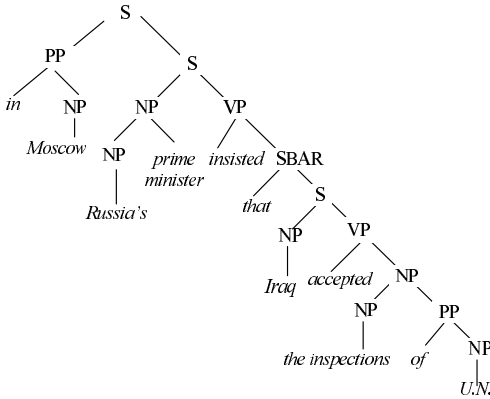 S
PP S
in NP NP VP
Moscow NP prime minister insisted SBAR
Russia's that S
NP VP
Iraq accepted NP
NP PP
the inspections of NP
U.N.